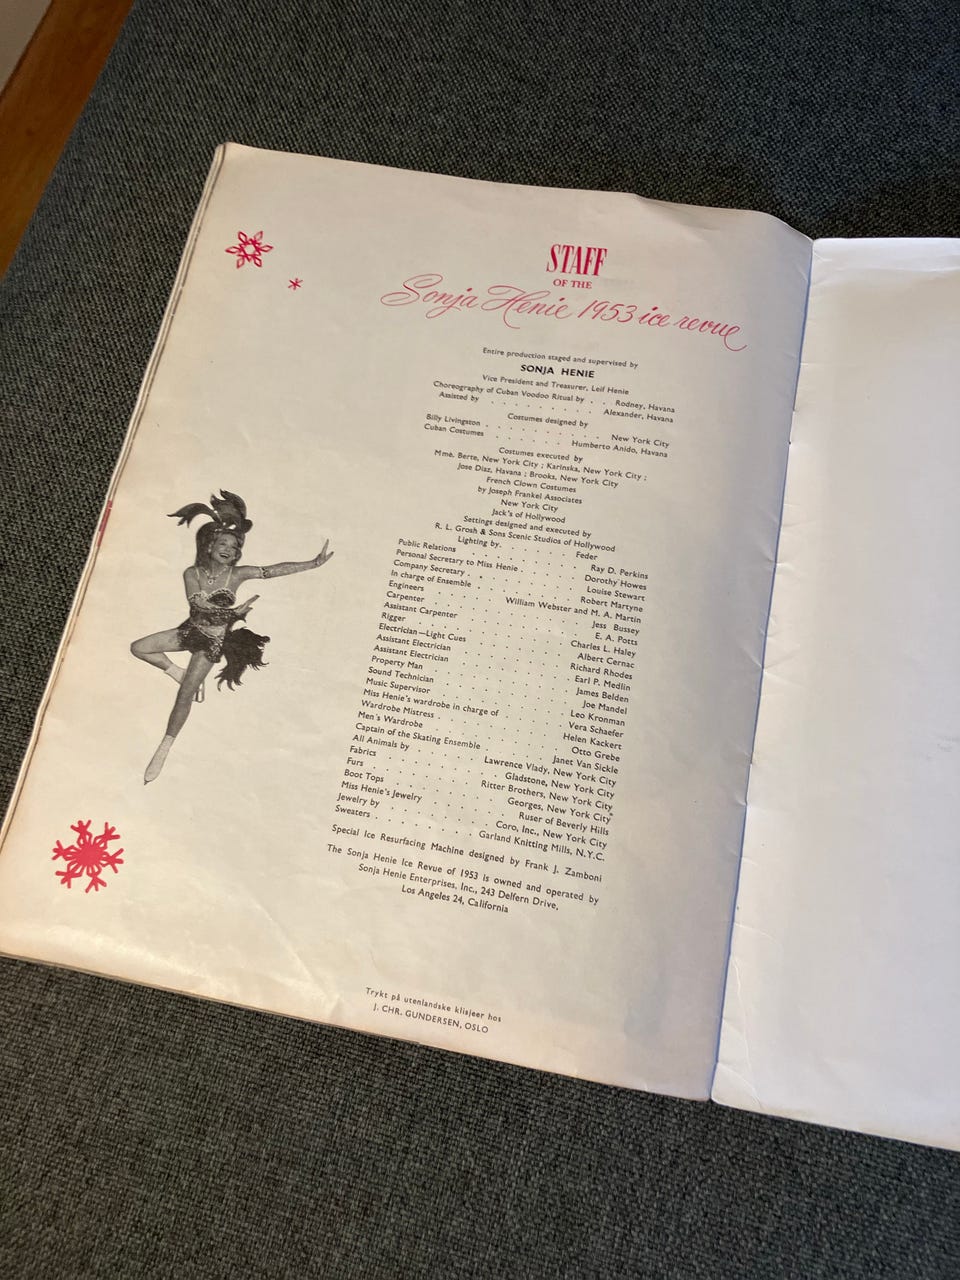 STAFF
OF THE
Sonja Henie 1953 ice revue
Entire production staged and supervised by
SONJA HENIE
Vice President and Treasurer, Leif Henie
Choreography of Cuban Voodoo Ritual by . . Rodney, Havana
Assisted by . . . . . . . . Alexander, Havana
Costumes designed by
Billy Livingston . . . . . . . . New York City
Cuban Costumes . . . . . . Humberto Anido, Havana
Costumes executed by
Mme. Berte, New York City ; Karinska, New York City ;
Jose Diaz, Havana ; Brooks, New York City
French Clown Costumes
by Joseph Frankel Associates
New York City
Jack's of Hollywood
Settings designed and executed by
R. L. Grosh & Sons Scenic Studios of Hollywood
Lighting by. . . . . . . Feder
Public Relations . . . . . . . . Ray D. Perkins
Personal Secretary to Miss Henie . . . . . Dorothy Howes
Company Secretary . . . . . . . . Louise Stewart
In charge of Ensemble . . . . . . . Robert Martyne
Engineers . . . . William Webster and M. A. Martin
Carpenter . . . . . . . . . Jess Bussey
Assistant Carpenter . . . . . . . . E. A. Potts
Rigger . . . . . . . . . Charles L. Haley
Electrician—Light Cues . . . . . . Albert Cernac
Assistant Electrician . . . . . . . Richard Rhodes
Assistant Electrician . . . . . . . Earl P. Medlin
Property Man . . . . . . . . James Belden
Sound Technician . . . . . . . . Joe Mandel
Music Supervisor . . . . . . . . Leo Kronman
Miss Henie's wardrobe in charge of . . . . Vera Schaefer
Wardrobe Mistress . . . . . . . Helen Kackert
Men's Wardrobe . . . . . . . . Otto Grebe
Captain of the Skating Ensemble . . . . Janet Van Sickle
All Animals by . . . . Lawrence Vlady, New York City
Fabrics . . . . . . Gladstone, New York City
Furs . . . . . . Ritter Brothers, New York City
Boot Tops . . . . . . Georges, New York City
Miss Henie's Jewelry . . . . Ruser of Beverly Hills
Jewelry by . . . . . . Coro, Inc., New York City
Sweaters . . . . . . Garland Knitting Mills, N.Y.C.
Special Ice Resurfacing Machine designed by Frank J. Zamboni
The Sonja Henie Ice Revue of 1953 is owned and operated by
Sonja Henie Enterprises, Inc., 243 Delfern Drive,
Los Angeles 24, California
Trykt på utenlandske klisjeer hos
J. CHR. GUNDERSEN, OSLO